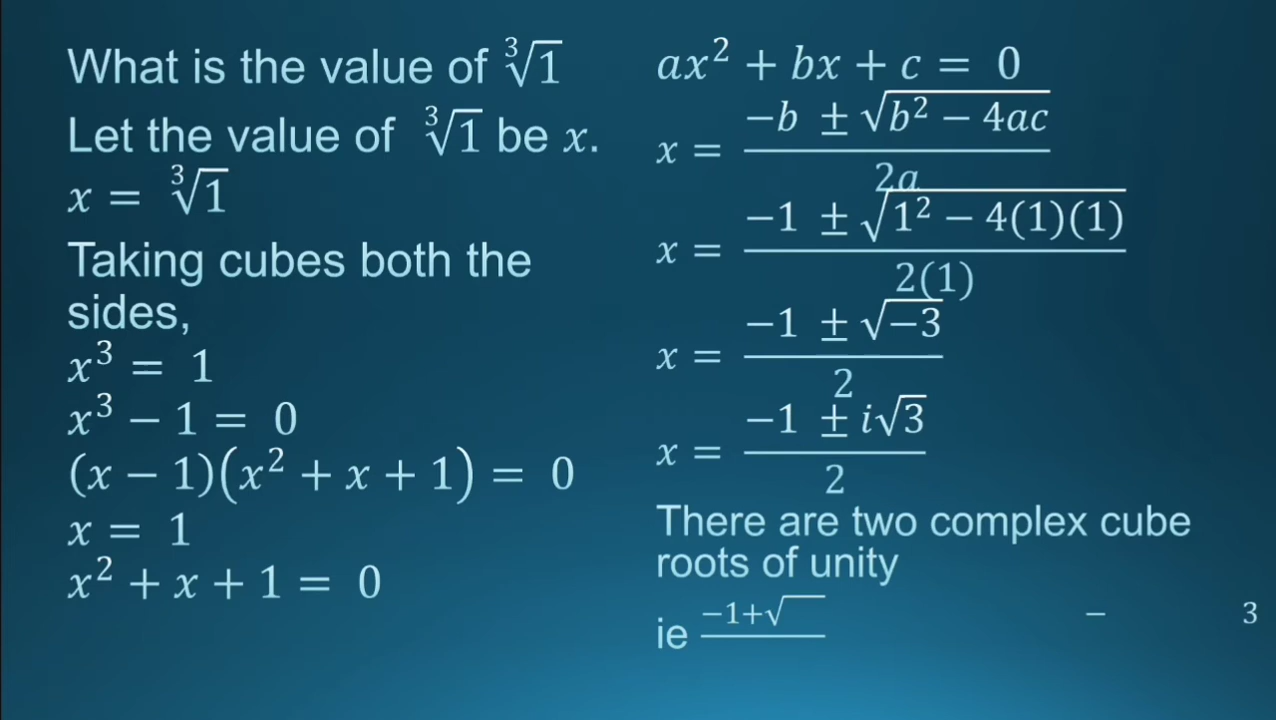 What is the value of ∛1
Let the value of ∛1 be x.
x = ∛1
Taking cubes both the
sides,
x³ = 1
x³ − 1 = 0
(x − 1)(x² + x + 1) = 0
x = 1
x² + x + 1 = 0
ax² + bx + c = 0
x = (−b ± √(b² − 4ac)) / 2a
x = (−1 ± √(1² − 4(1)(1))) / 2(1)
x = (−1 ± √−3) / 2
x = (−1 ± i√3) / 2
There are two complex cube
roots of unity
ie −1+√ − 3